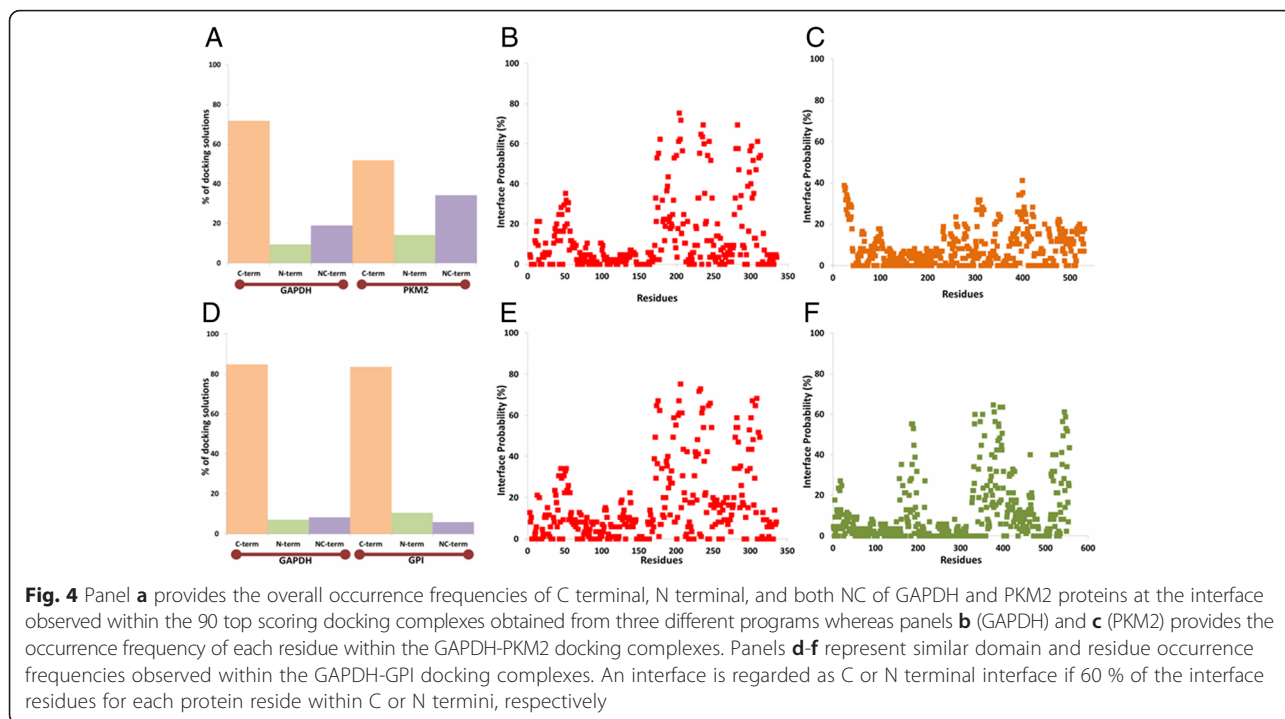 A
% of docking solutions
100
80
60
40
20
0
C-term N-term NC-term C-term N-term NC-term
GAPDH PKM2
B
Interface Probability (%)
100
80
60
40
20
0
0 50 100 150 200 250 300 350
Residues
C
Interface Probability (%)
100
80
60
40
20
0
0 100 200 300 400 500
Residues
D
% of docking solutions
100
80
60
40
20
0
C-term N-term NC-term C-term N-term NC-term
GAPDH GPI
E
Interface Probability (%)
100
80
60
40
20
0
0 50 100 150 200 250 300 350
Residues
F
Interface Probability (%)
100
80
60
40
20
0
0 100 200 300 400 500 600
Residues
Fig. 4 Panel a provides the overall occurrence frequencies of C terminal, N terminal, and both NC of GAPDH and PKM2 proteins at the interface
observed within the 90 top scoring docking complexes obtained from three different programs whereas panels b (GAPDH) and c (PKM2) provides the
occurrence frequency of each residue within the GAPDH-PKM2 docking complexes. Panels d-f represent similar domain and residue occurrence
frequencies observed within the GAPDH-GPI docking complexes. An interface is regarded as C or N terminal interface if 60 % of the interface
residues for each protein reside within C or N termini, respectively